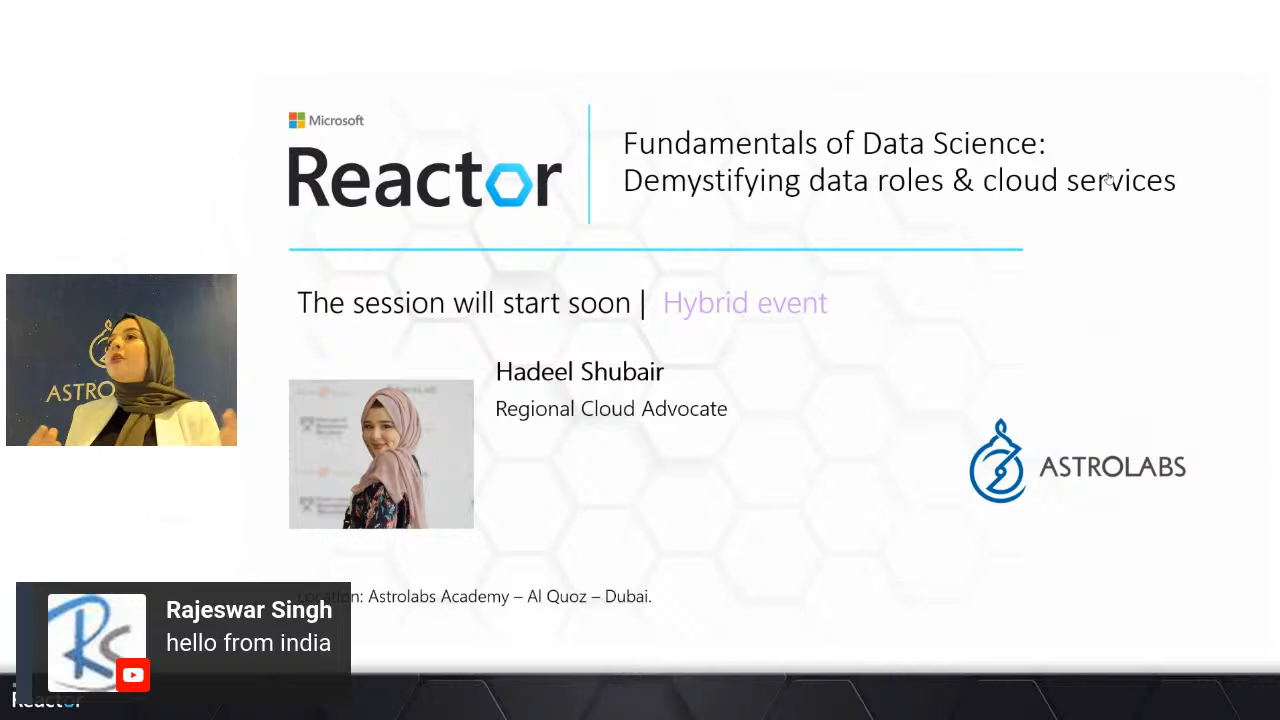 Microsoft
Reactor
Fundamentals of Data Science:
Demystifying data roles & cloud services
The session will start soon | Hybrid event
Hadeel Shubair
Regional Cloud Advocate
ASTRO
ASTROLABS
Location: Astrolabs Academy – Al Quoz – Dubai.
Rajeswar Singh
hello from india
Rs
Reactor